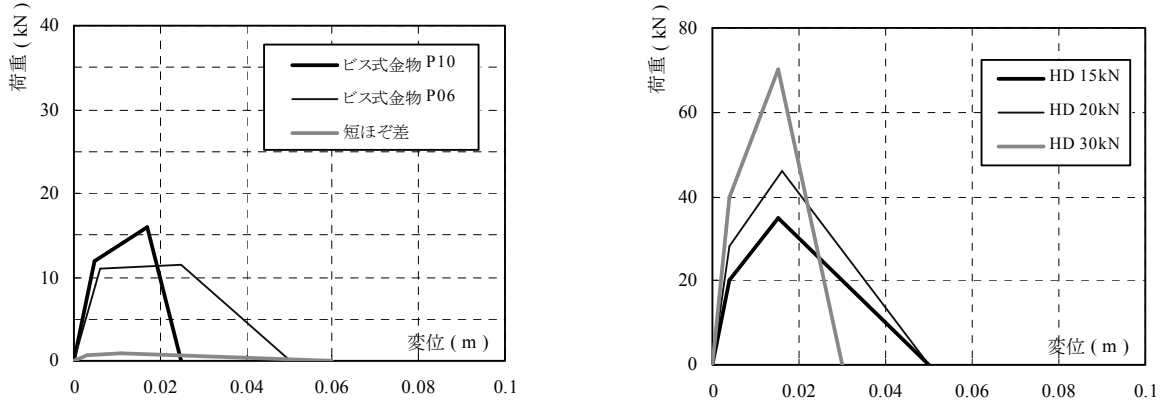 荷重 ( kN )
40
30
20
10
0
ビス式金物 P10
ビス式金物 P06
短ほぞ差
変位 ( m )
0 0.02 0.04 0.06 0.08 0.1
荷重 ( kN )
80
60
40
20
0
HD 15kN
HD 20kN
HD 30kN
変位 ( m )
0 0.02 0.04 0.06 0.08 0.1